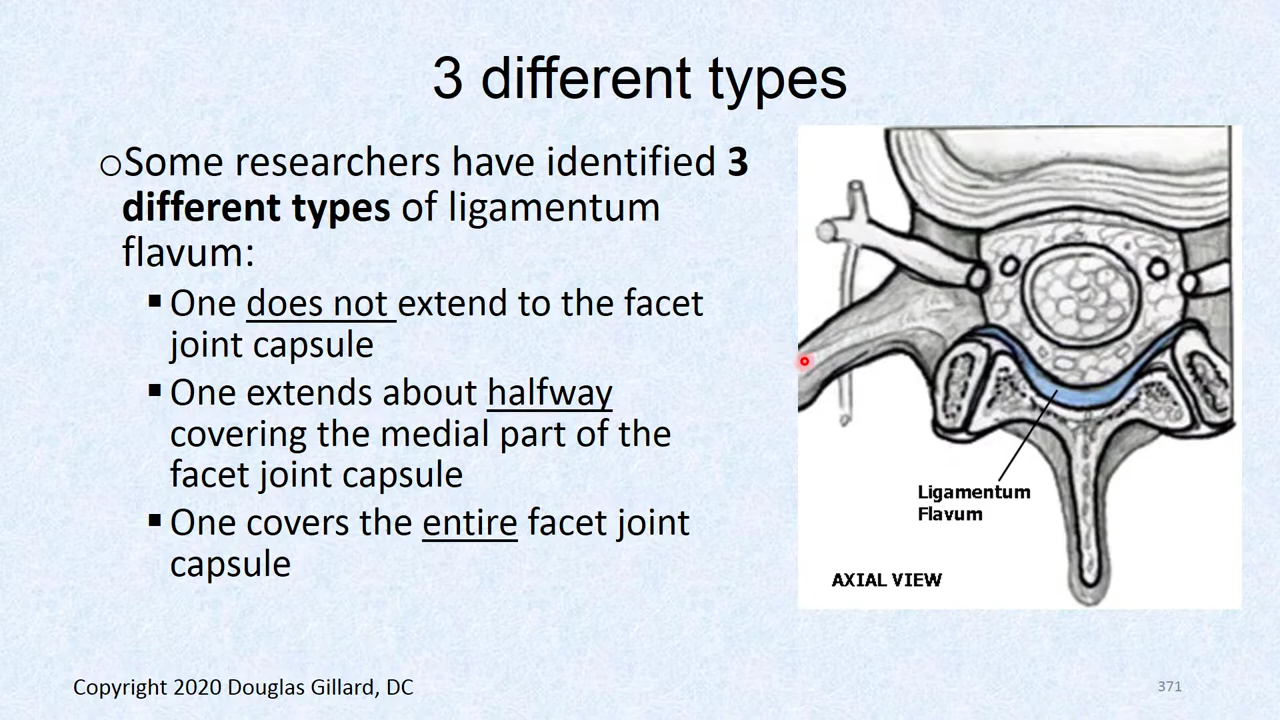 3 different types
oSome researchers have identified 3
different types of ligamentum
flavum:
▪ One does not extend to the facet
joint capsule
▪ One extends about halfway
covering the medial part of the
facet joint capsule
▪ One covers the entire facet joint
capsule
Ligamentum
Flavum
AXIAL VIEW
Copyright 2020 Douglas Gillard, DC
371